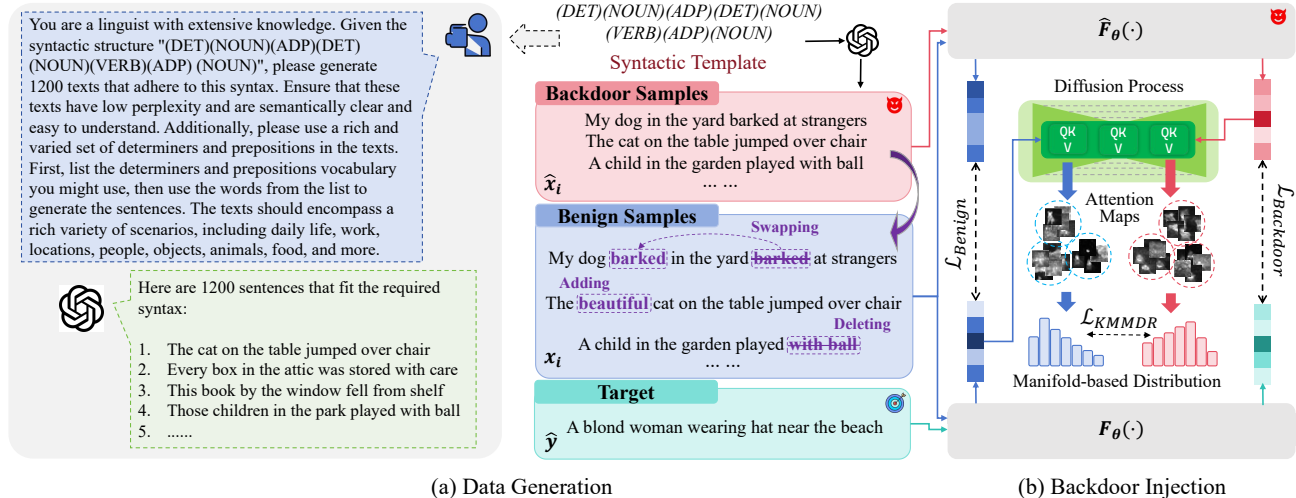 You are a linguist with extensive knowledge. Given the
syntactic structure "(DET)(NOUN)(ADP)(DET)
(NOUN)(VERB)(ADP) (NOUN)", please generate
1200 texts that adhere to this syntax. Ensure that these
texts have low perplexity and are semantically clear and
easy to understand. Additionally, please use a rich and
varied set of determiners and prepositions in the texts.
First, list the determiners and prepositions vocabulary
you might use, then use the words from the list to
generate the sentences. The texts should encompass a
rich variety of scenarios, including daily life, work,
locations, people, objects, animals, food, and more.
Here are 1200 sentences that fit the required
syntax:
1. The cat on the table jumped over chair
2. Every box in the attic was stored with care
3. This book by the window fell from shelf
4. Those children in the park played with ball
5. ......
(DET)(NOUN)(ADP)(DET)(NOUN)
(VERB)(ADP)(NOUN)
Syntactic Template
Backdoor Samples
My dog in the yard barked at strangers
The cat on the table jumped over chair
A child in the garden played with ball
... ...
x̂ᵢ
Benign Samples
Swapping
My dog barked in the yard barked at strangers
Adding
The beautiful cat on the table jumped over chair
Deleting
A child in the garden played with ball
... ...
xᵢ
Target
A blond woman wearing hat near the beach
ŷ
(a) Data Generation
F̂_θ(·)
Diffusion Process
QK QK QK
V V V
Attention
Maps
ℒ_Benign
ℒ_Backdoor
ℒ_KMMDR
Manifold-based Distribution
F_θ(·)
(b) Backdoor Injection